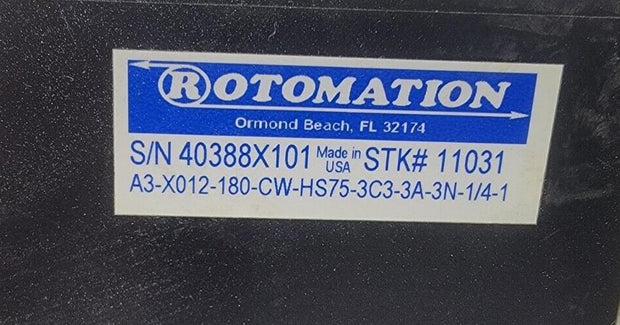 ROTOMATION
Ormond Beach, FL 32174
S/N 40388X101 Made in USA STK# 11031
A3-X012-180-CW-HS75-3C3-3A-3N-1/4-1